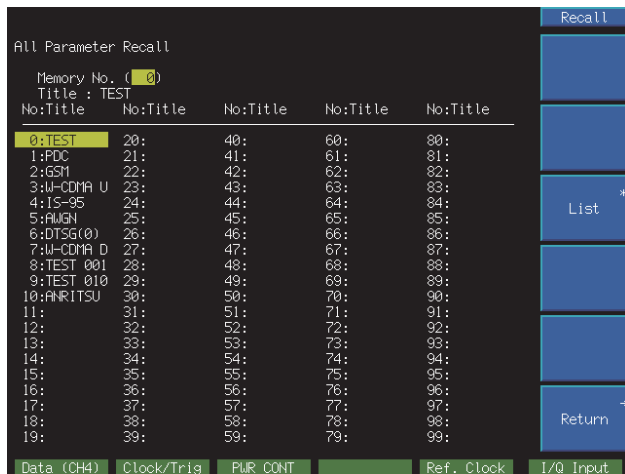 Recall
All Parameter Recall
Memory No. ( 0)
Title : TEST
No:Title No:Title No:Title No:Title No:Title
0:TEST 20: 40: 60: 80:
1:PDC 21: 41: 61: 81:
2:GSM 22: 42: 62: 82:
3:W-CDMA U 23: 43: 63: 83:
4:IS-95 24: 44: 64: 84:
5:AWGN 25: 45: 65: 85:
6:DTSG(0) 26: 46: 66: 86:
7:W-CDMA D 27: 47: 67: 87:
8:TEST 001 28: 48: 68: 88:
9:TEST 010 29: 49: 69: 89:
10:ANRITSU 30: 50: 70: 90:
11: 31: 51: 71: 91:
12: 32: 52: 72: 92:
13: 33: 53: 73: 93:
14: 34: 54: 74: 94:
15: 35: 55: 75: 95:
16: 36: 56: 76: 96:
17: 37: 57: 77: 97:
18: 38: 58: 78: 98:
19: 39: 59: 79: 99:
*
List
→
Return
Data (CH4) Clock/Trig PWR CONT Ref. Clock I/Q Input